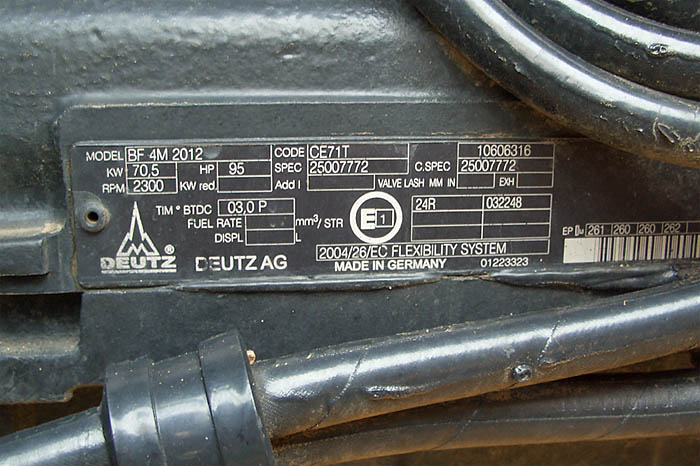 MODEL BF 4M 2012 CODE CE71T 10606316
KW 70,5 HP 95 SPEC 25007772 C.SPEC 25007772
RPM 2300 KW red. Add I VALVE LASH MM IN EXH
TIM ° BTDC 03,0 P mm³/STR E1 24R 032248
FUEL RATE
DISPL L
EP 261 260 260 262
2004/26/EC FLEXIBILITY SYSTEM
DEUTZ ® DEUTZ AG MADE IN GERMANY 01223323